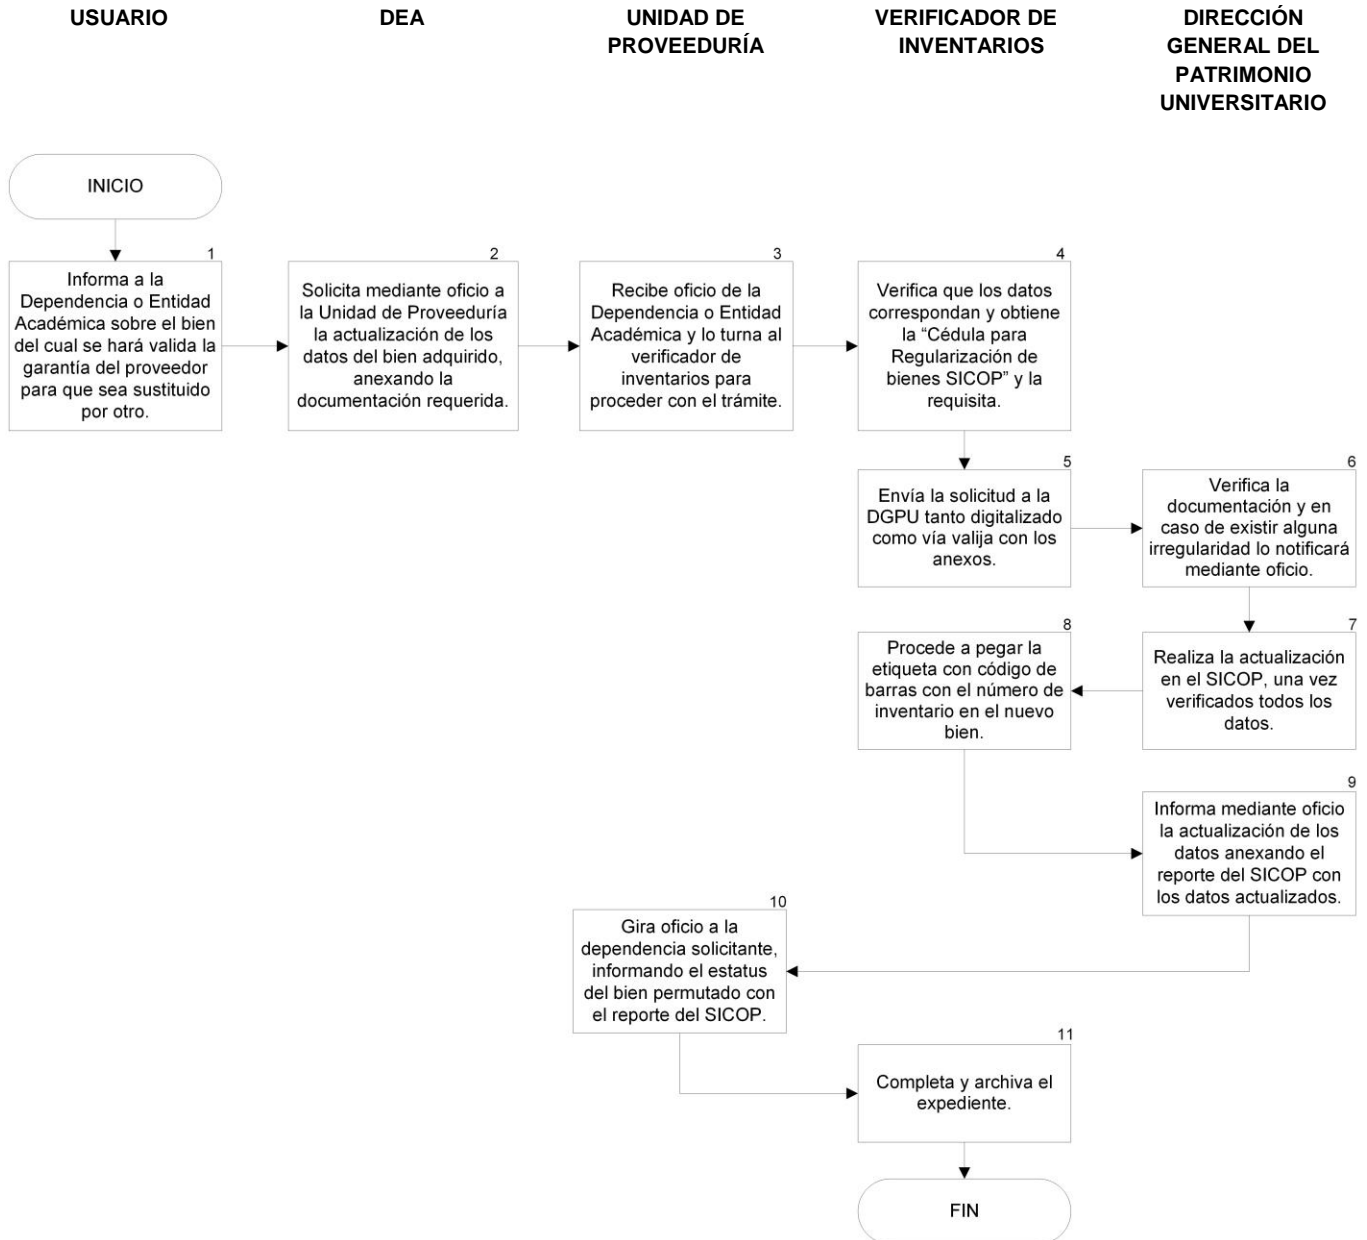 USUARIO
DEA
UNIDAD DE
PROVEEDURÍA
VERIFICADOR DE
INVENTARIOS
DIRECCIÓN
GENERAL DEL
PATRIMONIO
UNIVERSITARIO
INICIO
1
Informa a la
Dependencia o Entidad
Académica sobre el bien
del cual se hará valida la
garantía del proveedor
para que sea sustituido
por otro.
2
Solicita mediante oficio a
la Unidad de Proveeduría
la actualización de los
datos del bien adquirido,
anexando la
documentación requerida.
3
Recibe oficio de la
Dependencia o Entidad
Académica y lo turna al
verificador de
inventarios para
proceder con el trámite.
4
Verifica que los datos
correspondan y obtiene
la “Cédula para
Regularización de
bienes SICOP” y la
requisita.
5
Envía la solicitud a la
DGPU tanto digitalizado
como vía valija con los
anexos.
6
Verifica la
documentación y en
caso de existir alguna
irregularidad lo notificará
mediante oficio.
7
Realiza la actualización
en el SICOP, una vez
verificados todos los
datos.
8
Procede a pegar la
etiqueta con código de
barras con el número de
inventario en el nuevo
bien.
9
Informa mediante oficio
la actualización de los
datos anexando el
reporte del SICOP con
los datos actualizados.
10
Gira oficio a la
dependencia solicitante,
informando el estatus
del bien permutado con
el reporte del SICOP.
11
Completa y archiva el
expediente.
FIN